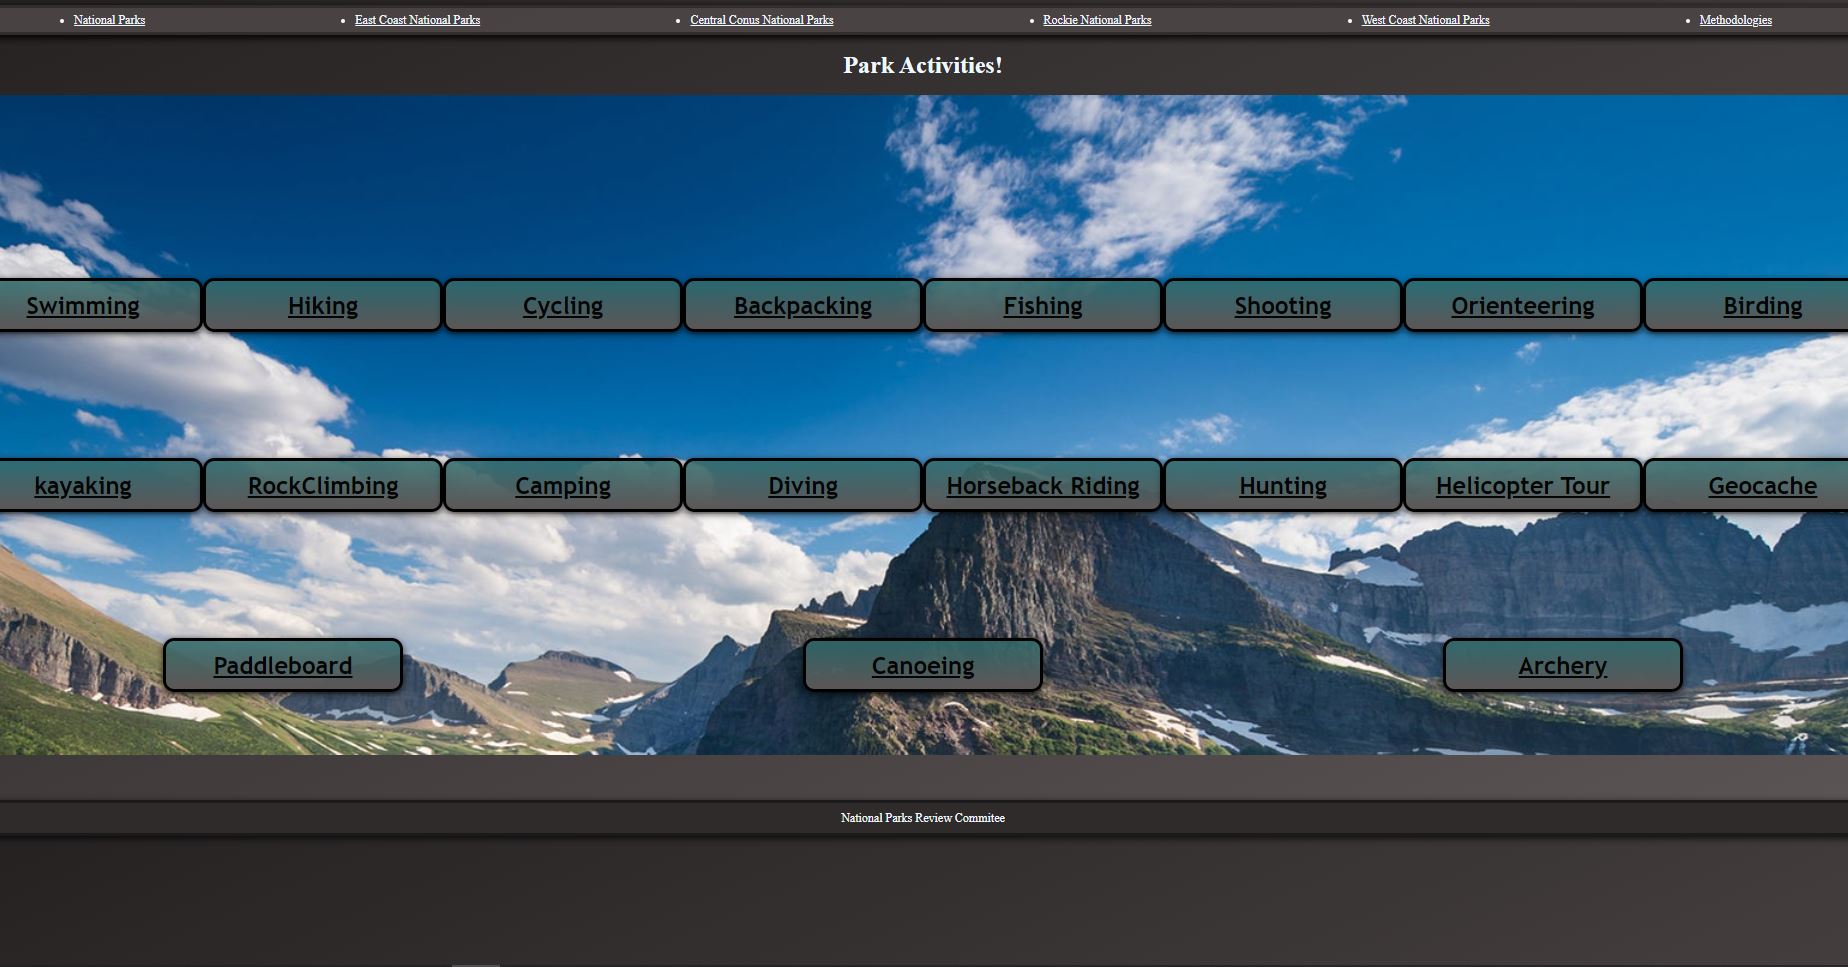 National Parks East Coast National Parks Central Conus National Parks Rockie National Parks West Coast National Parks Methodologies
Park Activities!
Swimming Hiking Cycling Backpacking Fishing Shooting Orienteering Birding
kayaking RockClimbing Camping Diving Horseback Riding Hunting Helicopter Tour Geocache
Paddleboard Canoeing Archery
National Parks Review Commitee